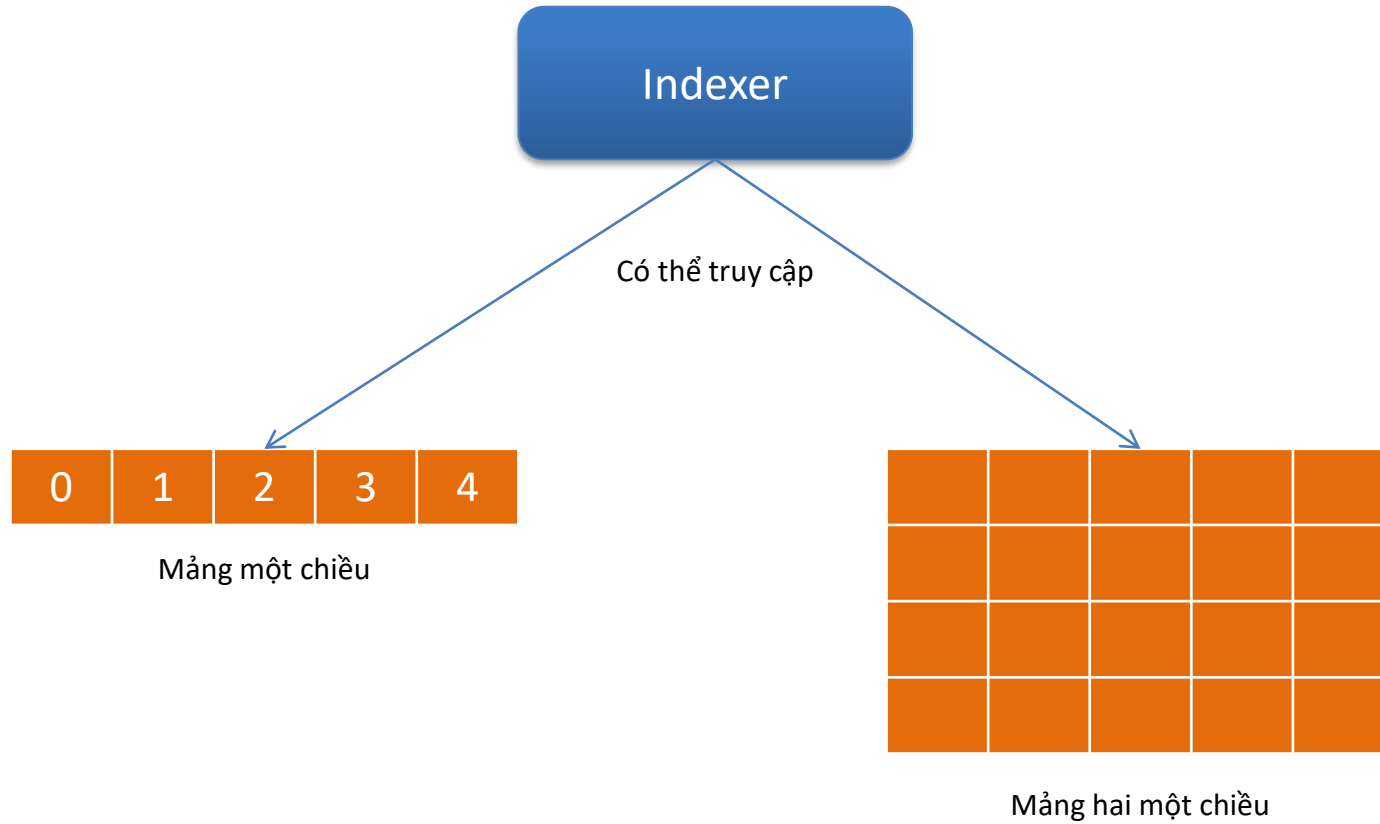 Indexer
Có thể truy cập
0 1 2 3 4
Mảng một chiều
Mảng hai một chiều